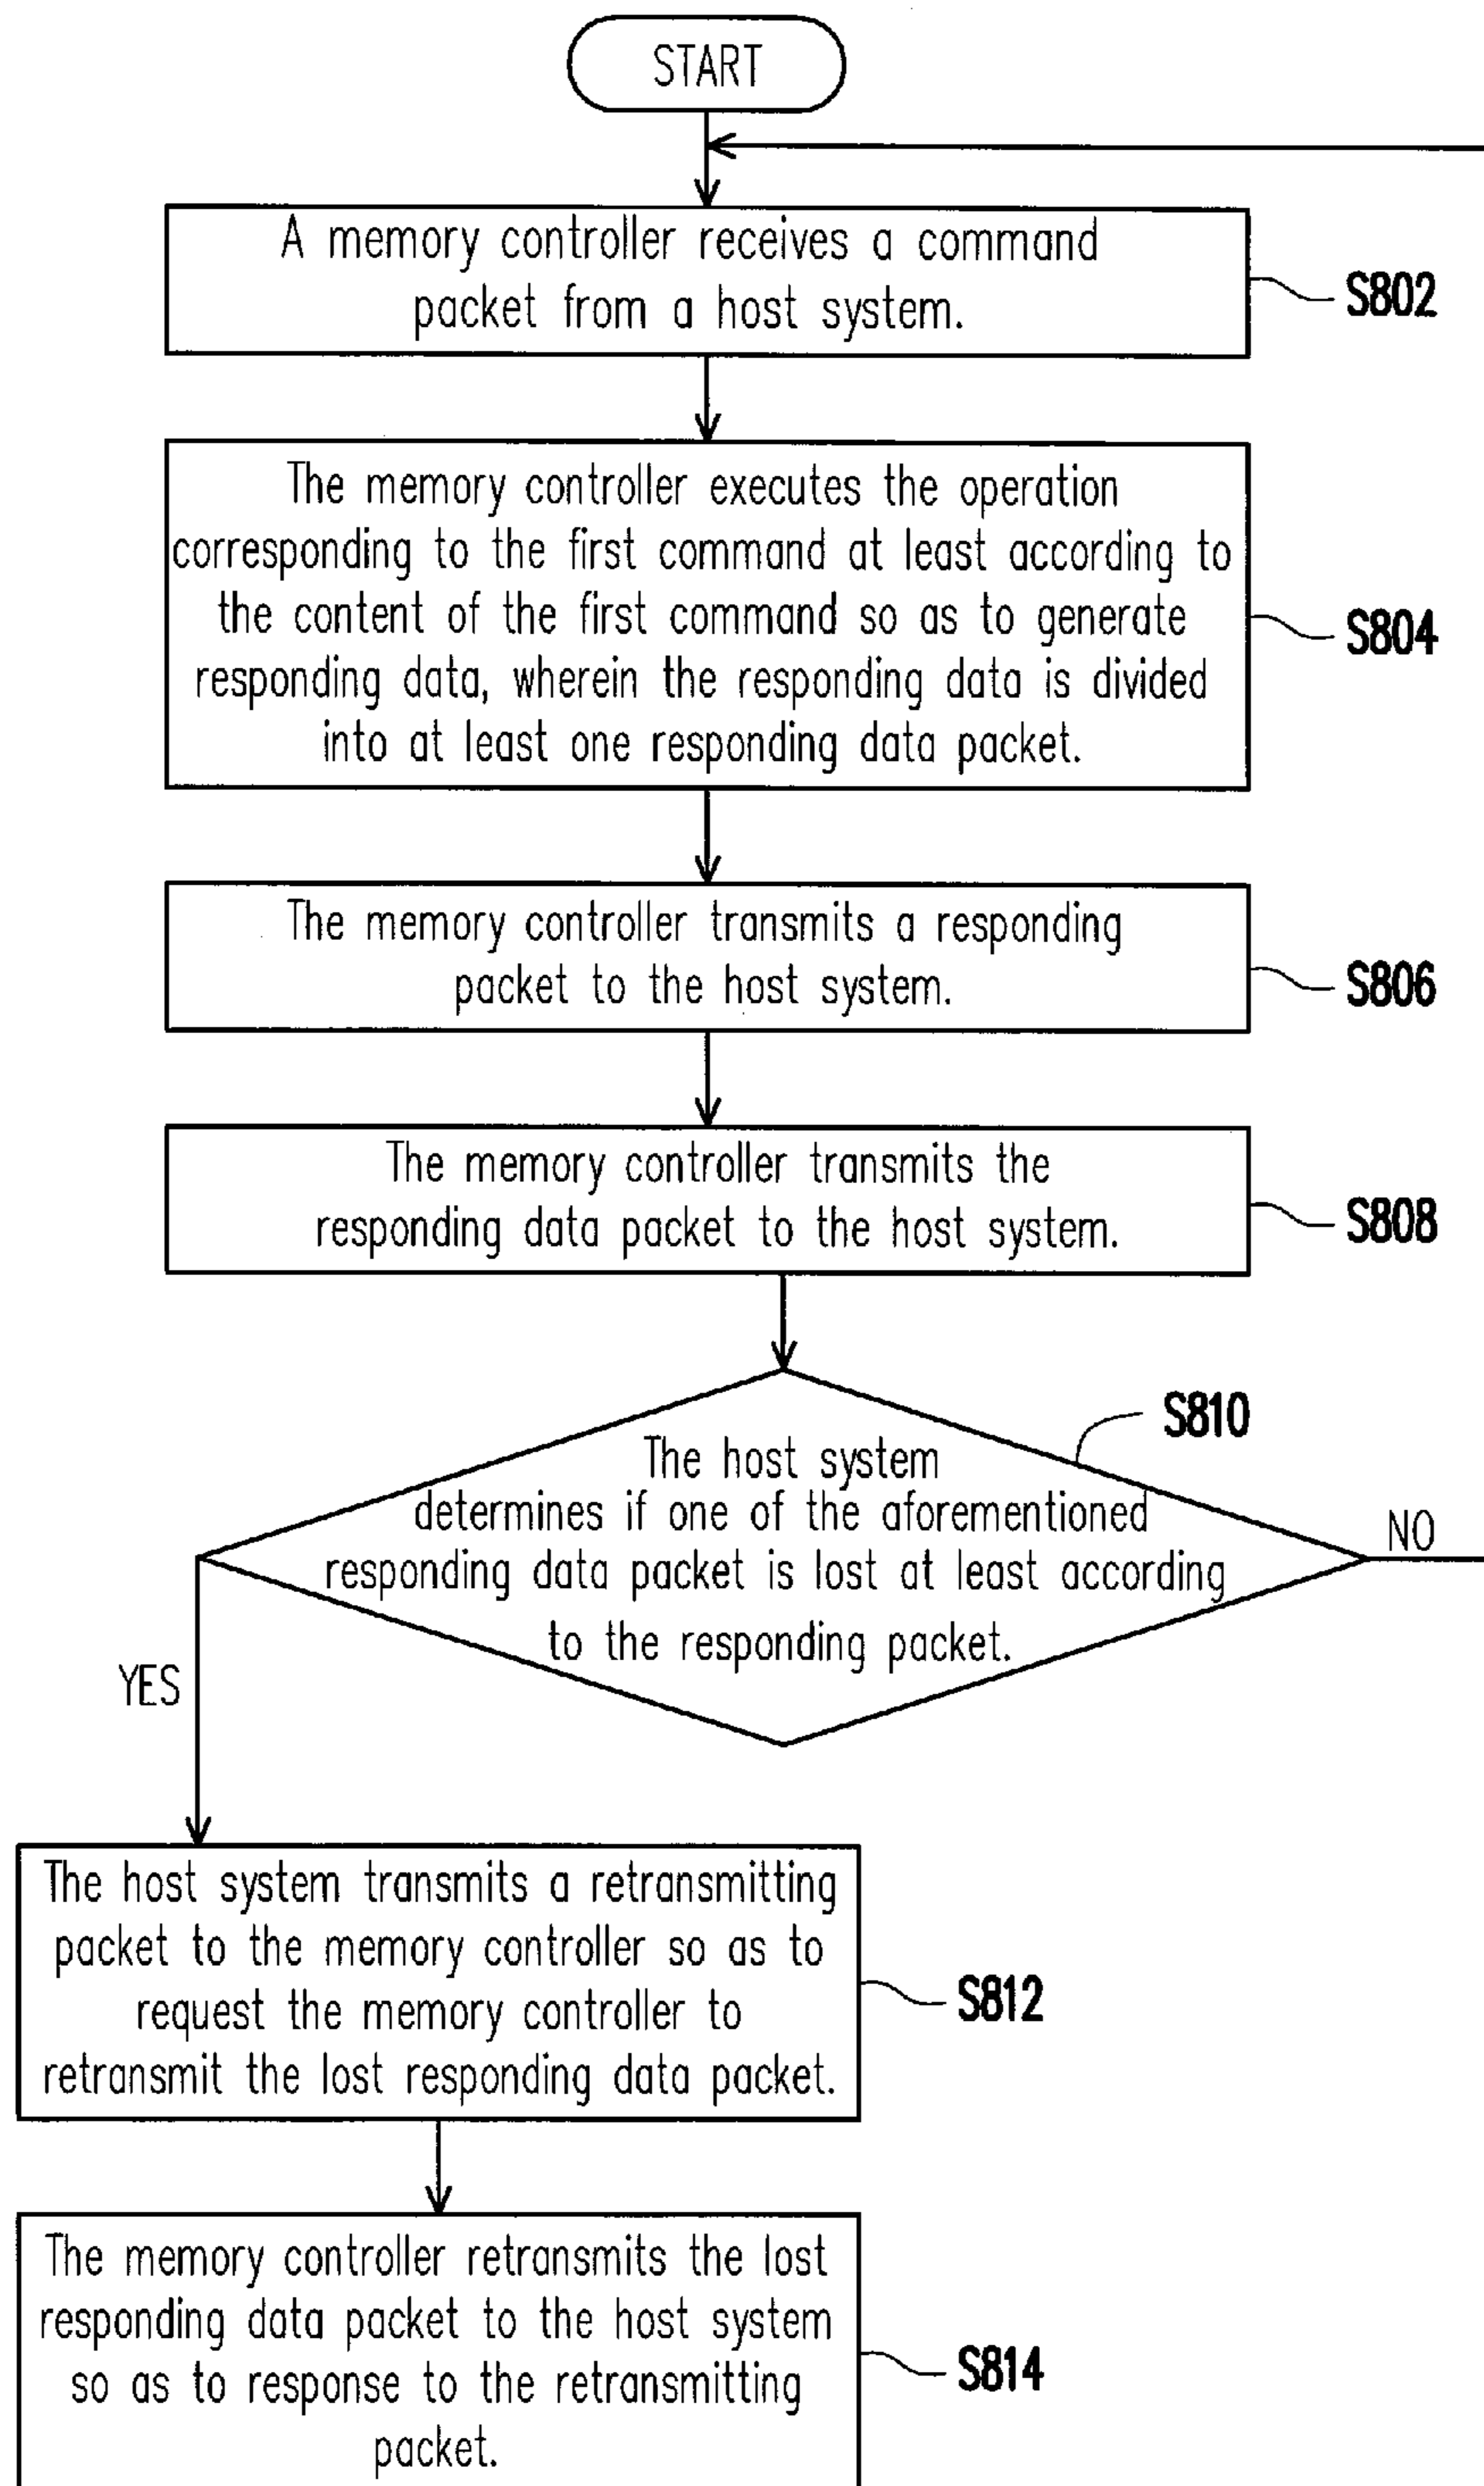 START
A memory controller receives a command
packet from a host system.
S802
The memory controller executes the operation
corresponding to the first command at least according to
the content of the first command so as to generate
responding data, wherein the responding data is divided
into at least one responding data packet.
S804
The memory controller transmits a responding
packet to the host system.
S806
The memory controller transmits the
responding data packet to the host system.
S808
S810
The host system
determines if one of the aforementioned
responding data packet is lost at least according
to the responding packet.
NO
YES
The host system transmits a retransmitting
packet to the memory controller so as to
request the memory controller to
retransmit the lost responding data packet.
S812
The memory controller retransmits the lost
responding data packet to the host system
so as to response to the retransmitting
packet.
S814